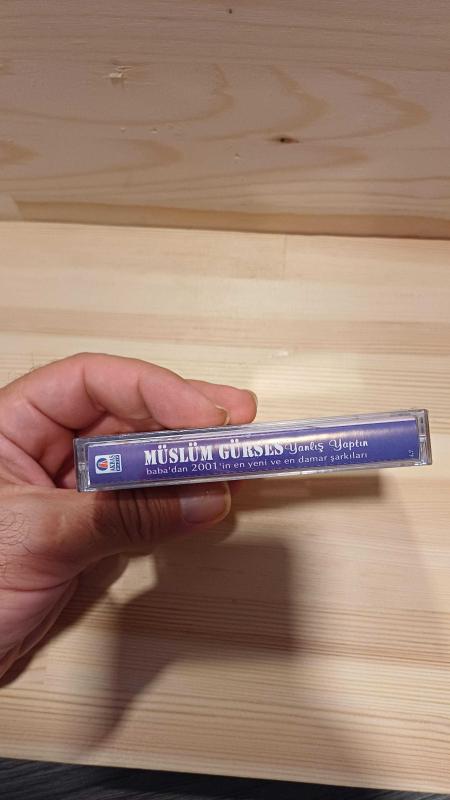 MÜSLÜM GÜRSES Yanlış Yaptın
baba'dan 2001'in en yeni ve en damar şarkıları